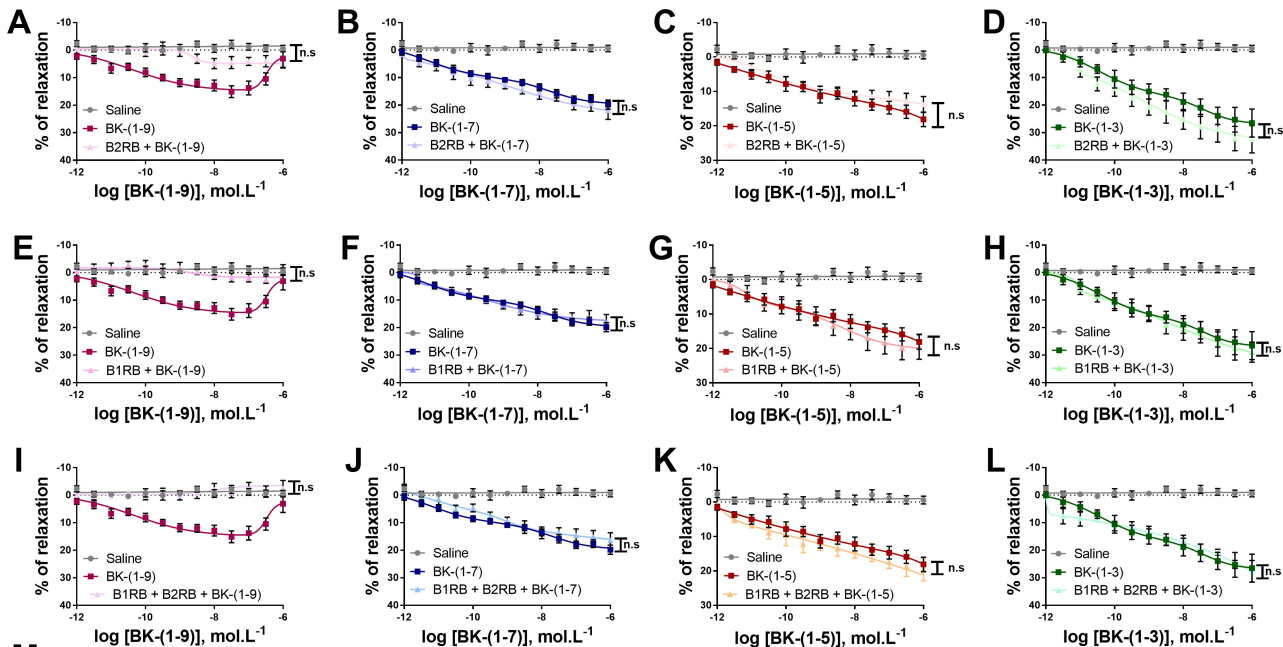 A
-10
0
10
20
30
40
% of relaxation
Saline
BK-(1-9)
B2RB + BK-(1-9)
n.s
-12 -10 -8 -6
log [BK-(1-9)], mol.L-1
B
-10
0
10
20
30
40
% of relaxation
Saline
BK-(1-7)
B2RB + BK-(1-7)
n.s
-12 -10 -8 -6
log [BK-(1-7)], mol.L-1
C
-10
0
10
20
30
% of relaxation
Saline
BK-(1-5)
B2RB + BK-(1-5)
n.s
-12 -10 -8 -6
log [BK-(1-5)], mol.L-1
D
-10
0
10
20
30
40
% of relaxation
Saline
BK-(1-3)
B2RB + BK-(1-3)
n.s
-12 -10 -8 -6
log [BK-(1-3)], mol.L-1
E
-10
0
10
20
30
40
% of relaxation
Saline
BK-(1-9)
B1RB + BK-(1-9)
n.s
-12 -10 -8 -6
log [BK-(1-9)], mol.L-1
F
-10
0
10
20
30
40
% of relaxation
Saline
BK-(1-7)
B1RB + BK-(1-7)
n.s
-12 -10 -8 -6
log [BK-(1-7)], mol.L-1
G
-10
0
10
20
30
% of relaxation
Saline
BK-(1-5)
B1RB + BK-(1-5)
n.s
-12 -10 -8 -6
log [BK-(1-5)], mol.L-1
H
-10
0
10
20
30
40
% of relaxation
Saline
BK-(1-3)
B1RB + BK-(1-3)
n.s
-12 -10 -8 -6
log [BK-(1-3)], mol.L-1
I
-10
0
10
20
30
40
% of relaxation
Saline
BK-(1-9)
B1RB + B2RB + BK-(1-9)
n.s
-12 -10 -8 -6
log [BK-(1-9)], mol.L-1
J
-10
0
10
20
30
40
% of relaxation
Saline
BK-(1-7)
B1RB + B2RB + BK-(1-7)
n.s
-12 -10 -8 -6
log [BK-(1-7)], mol.L-1
K
-10
0
10
20
30
% of relaxation
Saline
BK-(1-5)
B1RB + B2RB + BK-(1-5)
n.s
-12 -10 -8 -6
log [BK-(1-5)], mol.L-1
L
-10
0
10
20
30
40
% of relaxation
Saline
BK-(1-3)
B1RB + B2RB + BK-(1-3)
n.s
-12 -10 -8 -6
log [BK-(1-3)], mol.L-1